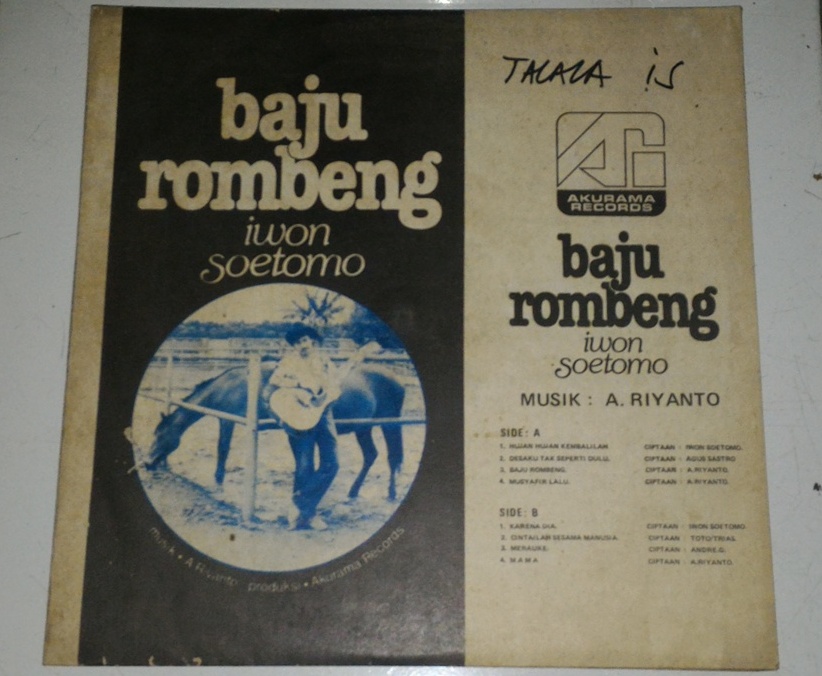 baju
rombeng
iwon
soetomo
musik • A Riyanto produksi • Akurama Records
TALALA is
AKURAMA
RECORDS
baju
rombeng
iwon
soetomo
MUSIK : A. RIYANTO
SIDE: A
1. HUJAN HUJAN KEMBALILAH. CIPTAAN : IWON SOETOMO.
2. DESAKU TAK SEPERTI DULU. CIPTAAN : AGUS SASTRO
3. BAJU ROMBENG. CIPTAAN : A.RIYANTO.
4. MUSYAFIR LALU. CIPTAAN : A.RIYANTO.
SIDE: B
1. KARENA DIA. CIPTAAN : IWON SOETOMO.
2. CINTAILAH SESAMA MANUSIA. CIPTAAN : TOTO/TRIAS.
3. MERAUKE. CIPTAAN : ANDRE.G.
4. M A M A CIPTAAN : A.RIYANTO.